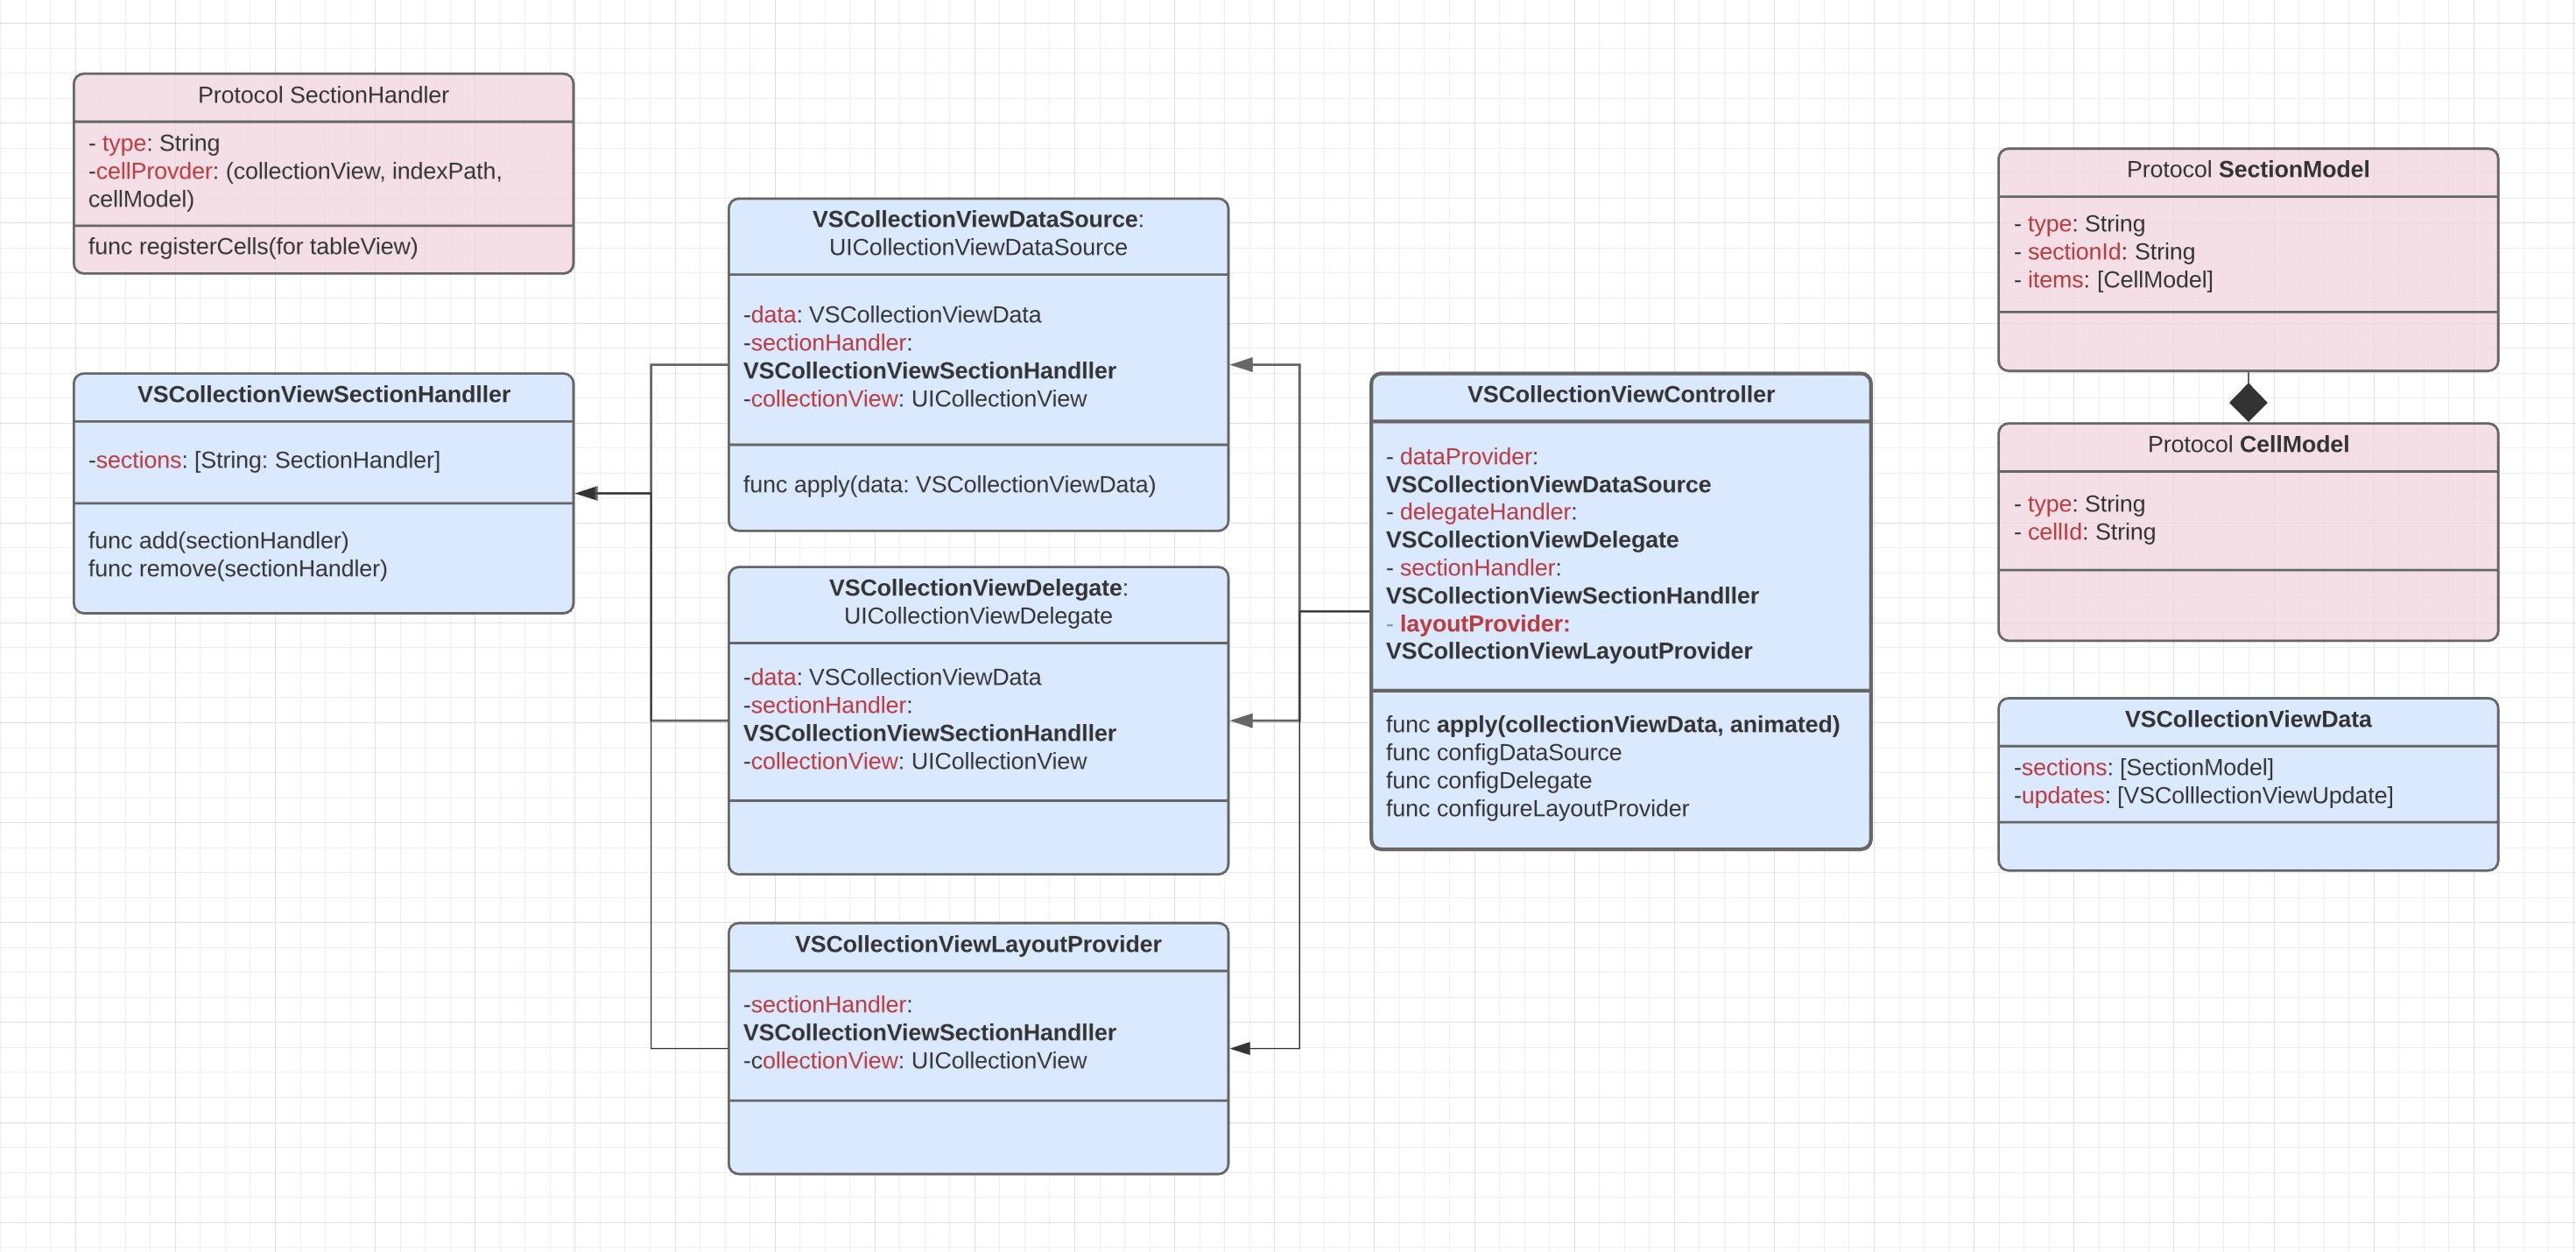 Protocol SectionHandler
- type: String
-cellProvder: (collectionView, indexPath,
cellModel)
func registerCells(for tableView)
VSCollectionViewSectionHandller
-sections: [String: SectionHandler]
func add(sectionHandler)
func remove(sectionHandler)
VSCollectionViewDataSource:
UICollectionViewDataSource
-data: VSCollectionViewData
-sectionHandler:
VSCollectionViewSectionHandller
-collectionView: UICollectionView
func apply(data: VSCollectionViewData)
VSCollectionViewDelegate:
UICollectionViewDelegate
-data: VSCollectionViewData
-sectionHandler:
VSCollectionViewSectionHandller
-collectionView: UICollectionView
VSCollectionViewLayoutProvider
-sectionHandler:
VSCollectionViewSectionHandller
-collectionView: UICollectionView
VSCollectionViewController
- dataProvider:
VSCollectionViewDataSource
- delegateHandler:
VSCollectionViewDelegate
- sectionHandler:
VSCollectionViewSectionHandller
- layoutProvider:
VSCollectionViewLayoutProvider
func apply(collectionViewData, animated)
func configDataSource
func configDelegate
func configureLayoutProvider
Protocol SectionModel
- type: String
- sectionId: String
- items: [CellModel]
Protocol CellModel
- type: String
- cellId: String
VSCollectionViewData
-sections: [SectionModel]
-updates: [VSColllectionViewUpdate]